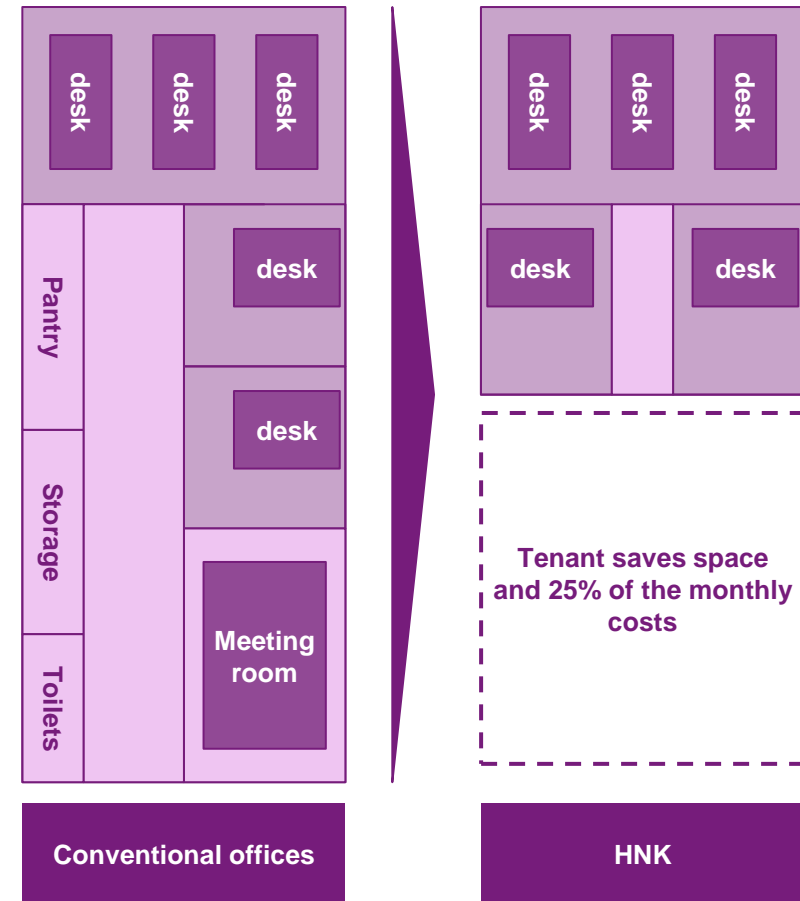 desk
desk
desk
desk
desk
Pantry
Storage
Toilets
Meeting
room
Conventional offices
desk
desk
desk
desk
desk
Tenant saves space
and 25% of the monthly
costs
HNK